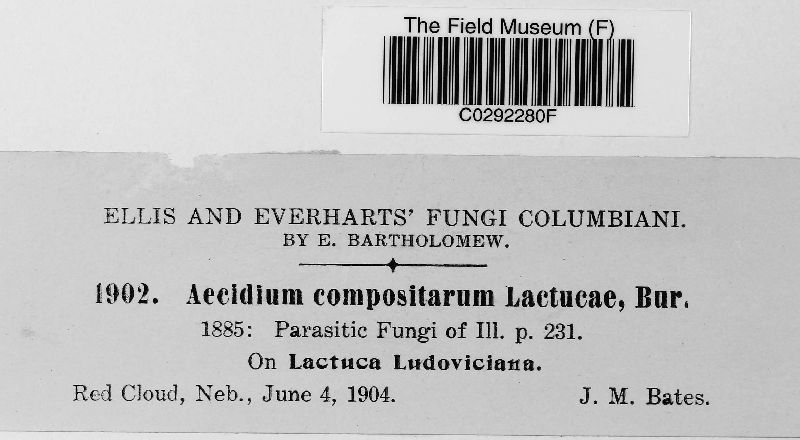 The Field Museum (F)
C0292280F
ELLIS AND EVERHARTS' FUNGI COLUMBIANI.
BY E. BARTHOLOMEW.
1902. Aecidium compositarum Lactucae, Bur.
1885: Parasitic Fungi of Ill. p. 231.
On Lactuca Ludoviciana.
Red Cloud, Neb., June 4, 1904. J. M. Bates.